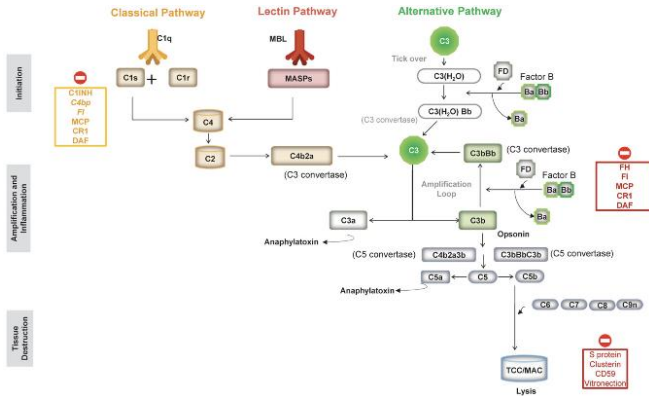 Classical Pathway
Lectin Pathway
Alternative Pathway
C1q
MBL
C3
Tick over
C1s + C1r
MASPs
C3(H₂O)
FD
Factor B
Ba Bb
Initiation
C1INH
C4bp
FI
MCP
CR1
DAF
C3(H₂O) Bb
(C3 convertase)
Ba
C4
C2
C4b2a
(C3 convertase)
C3
C3bBb
(C3 convertase)
Amplification and Inflammation
Amplification
Loop
FD
Factor B
Ba Bb
Ba
FH
FI
MCP
CR1
DAF
C3a
C3b
Anaphylatoxin
Opsonin
(C5 convertase)
C4b2a3b
C3bBbC3b
(C5 convertase)
C5a
C5
C5b
Anaphylatoxin
C6
C7
C8
C9n
Tissue
Destruction
TCC/MAC
Lysis
S protein
Clusterin
CD59
Vitronection